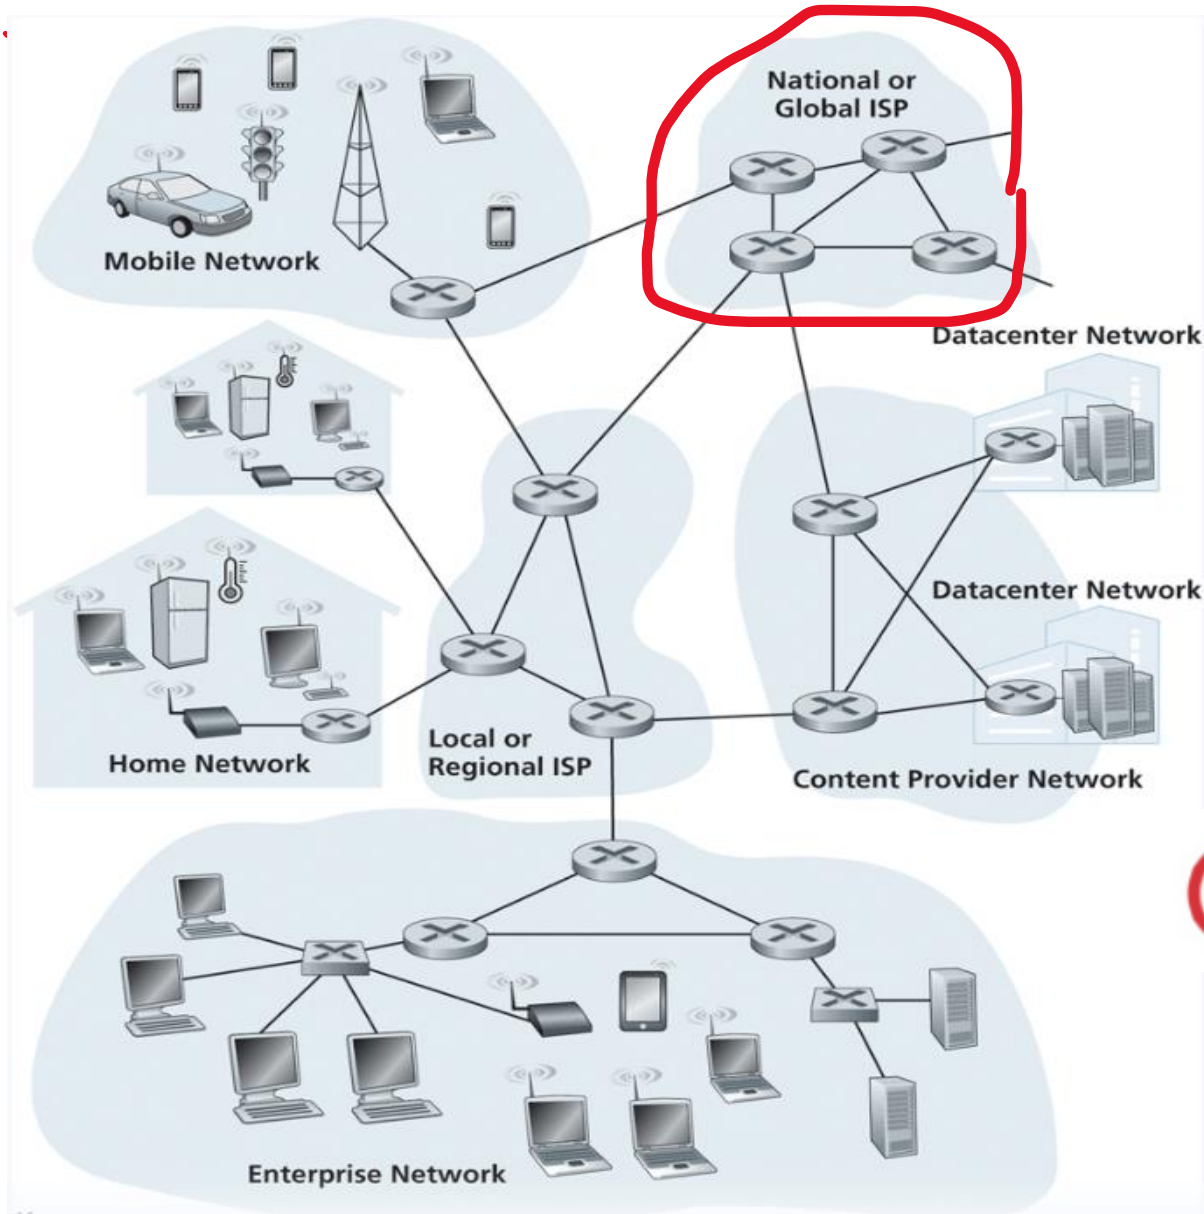 National or
Global ISP
Mobile Network
Datacenter Network
Datacenter Network
Home Network
Local or
Regional ISP
Content Provider Network
Enterprise Network